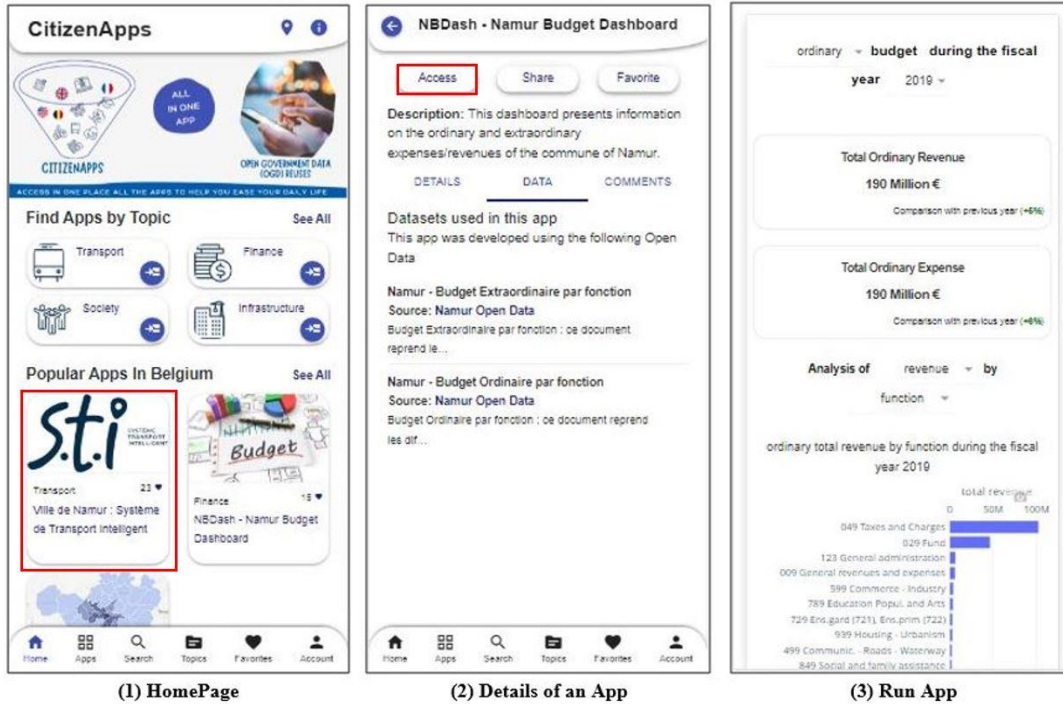 CitizenApps
ALL
IN ONE
APP
CITIZENAPPS
OPEN GOVERNMENT DATA
(OGD) REUSES
ACCESS IN ONE PLACE ALL THE APPS TO HELP YOU EASE YOUR DAILY LIFE
Find Apps by Topic See All
Transport
Finance
Society
Infrastructure
Popular Apps In Belgium See All
S.t.i
SYSTEME
TRANSPORT
INTELLIGENT
Transport 23
Ville de Namur : Système
de Transport Intelligent
Budget
Finance 15
NBDash - Namur Budget
Dashboard
Home Apps Search Topics Favorites Account
(1) HomePage
NBDash - Namur Budget Dashboard
Access Share Favorite
Description: This dashboard presents information
on the ordinary and extraordinary
expenses/revenues of the commune of Namur.
DETAILS DATA COMMENTS
Datasets used in this app
This app was developed using the following Open
Data
Namur - Budget Extraordinaire par fonction
Source: Namur Open Data
Budget Extraordinaire par fonction : ce document
reprend le...
Namur - Budget Ordinaire par fonction
Source: Namur Open Data
Budget Ordinaire par fonction : ce document reprend
les dif...
Home Apps Search Topics Favorites Account
(2) Details of an App
ordinary budget during the fiscal
year 2019
Total Ordinary Revenue
190 Million €
Comparison with previous year (+5%)
Total Ordinary Expense
190 Million €
Comparison with previous year (+6%)
Analysis of revenue by
function
ordinary total revenue by function during the fiscal
year 2019
total revenue
0 50M 100M
049 Taxes and Charges
029 Fund
123 General administration
009 General revenues and expenses
599 Commerce - Industry
789 Education Popul. and Arts
729 Ens.gard (721), Ens.prim (722)
939 Housing - Urbanism
499 Communic. - Roads - Waterway
849 Social and family assistance
(3) Run App